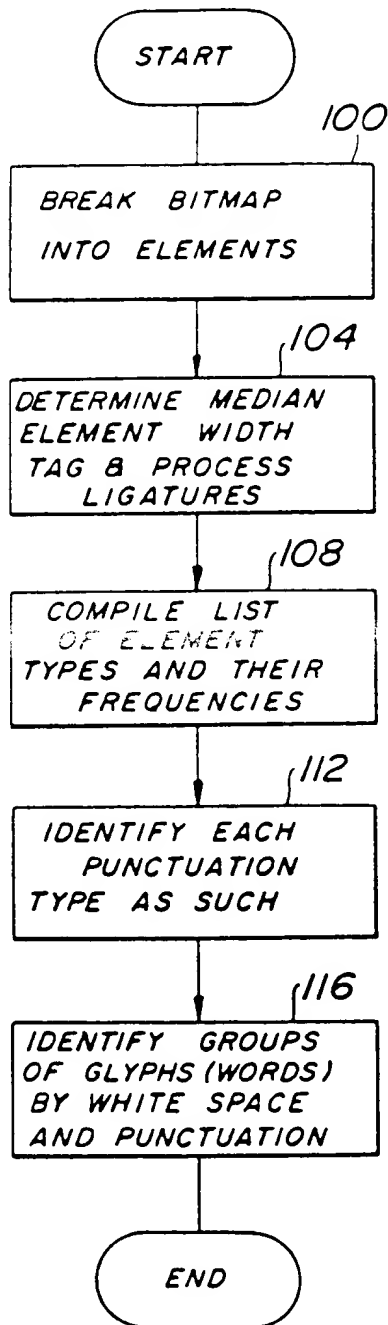 START
100
BREAK BITMAP
INTO ELEMENTS
104
DETERMINE MEDIAN
ELEMENT WIDTH
TAG & PROCESS
LIGATURES
108
COMPILE LIST
OF ELEMENT
TYPES AND THEIR
FREQUENCIES
112
IDENTIFY EACH
PUNCTUATION
TYPE AS SUCH
116
IDENTIFY GROUPS
OF GLYPHS (WORDS)
BY WHITE SPACE
AND PUNCTUATION
END